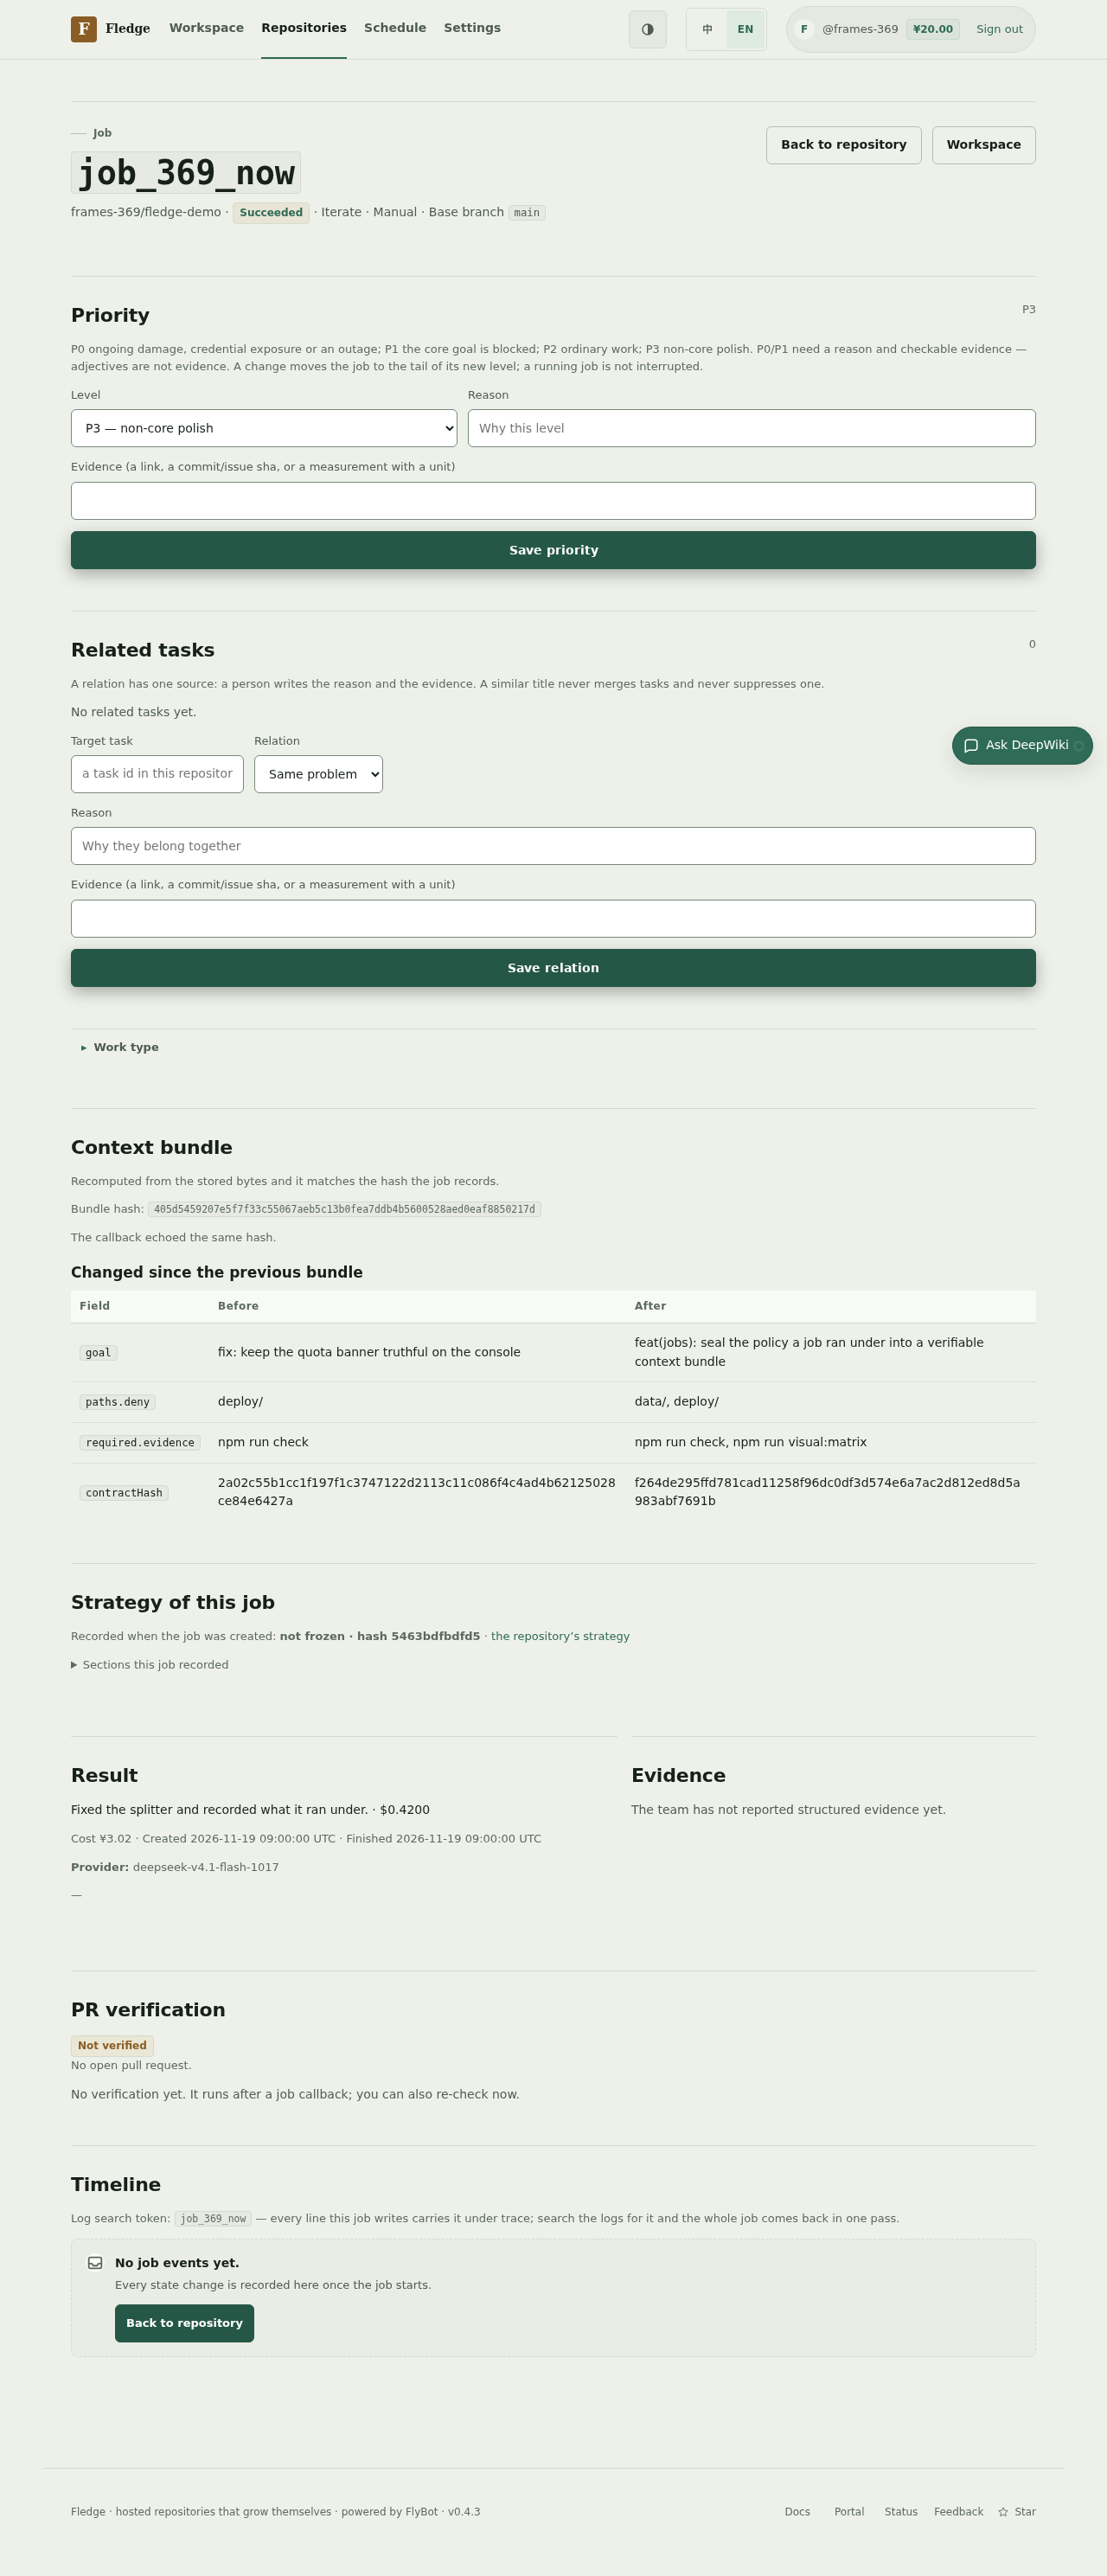 F Fledge Workspace Repositories Schedule Settings 中 EN F @frames-369 ¥20.00 Sign out
Job
job_369_now
Back to repository Workspace
frames-369/fledge-demo · Succeeded · Iterate · Manual · Base branch main
Priority P3
P0 ongoing damage, credential exposure or an outage; P1 the core goal is blocked; P2 ordinary work; P3 non-core polish. P0/P1 need a reason and checkable evidence —
adjectives are not evidence. A change moves the job to the tail of its new level; a running job is not interrupted.
Level Reason
P3 — non-core polish Why this level
Evidence (a link, a commit/issue sha, or a measurement with a unit)
Save priority
Related tasks 0
A relation has one source: a person writes the reason and the evidence. A similar title never merges tasks and never suppresses one.
No related tasks yet.
Target task Relation
a task id in this repositor Same problem
Ask DeepWiki
Reason
Why they belong together
Evidence (a link, a commit/issue sha, or a measurement with a unit)
Save relation
Work type
Context bundle
Recomputed from the stored bytes and it matches the hash the job records.
Bundle hash: 405d5459207e5f7f33c55067aeb5c13b0fea7ddb4b5600528aed0eaf8850217d
The callback echoed the same hash.
Changed since the previous bundle
Field Before After
goal fix: keep the quota banner truthful on the console feat(jobs): seal the policy a job ran under into a verifiable
context bundle
paths.deny deploy/ data/, deploy/
required.evidence npm run check npm run check, npm run visual:matrix
contractHash 2a02c55b1cc1f197f1c3747122d2113c11c086f4c4ad4b62125028 f264de295ffd781cad11258f96dc0df3d574e6a7ac2d812ed8d5a
ce84e6427a 983abf7691b
Strategy of this job
Recorded when the job was created: not frozen · hash 5463bdfbdfd5 · the repository’s strategy
Sections this job recorded
Result
Fixed the splitter and recorded what it ran under. · $0.4200
Cost ¥3.02 · Created 2026-11-19 09:00:00 UTC · Finished 2026-11-19 09:00:00 UTC
Provider: deepseek-v4.1-flash-1017
—
Evidence
The team has not reported structured evidence yet.
PR verification
Not verified
No open pull request.
No verification yet. It runs after a job callback; you can also re-check now.
Timeline
Log search token: job_369_now — every line this job writes carries it under trace; search the logs for it and the whole job comes back in one pass.
No job events yet.
Every state change is recorded here once the job starts.
Back to repository
Fledge · hosted repositories that grow themselves · powered by FlyBot · v0.4.3 Docs Portal Status Feedback Star